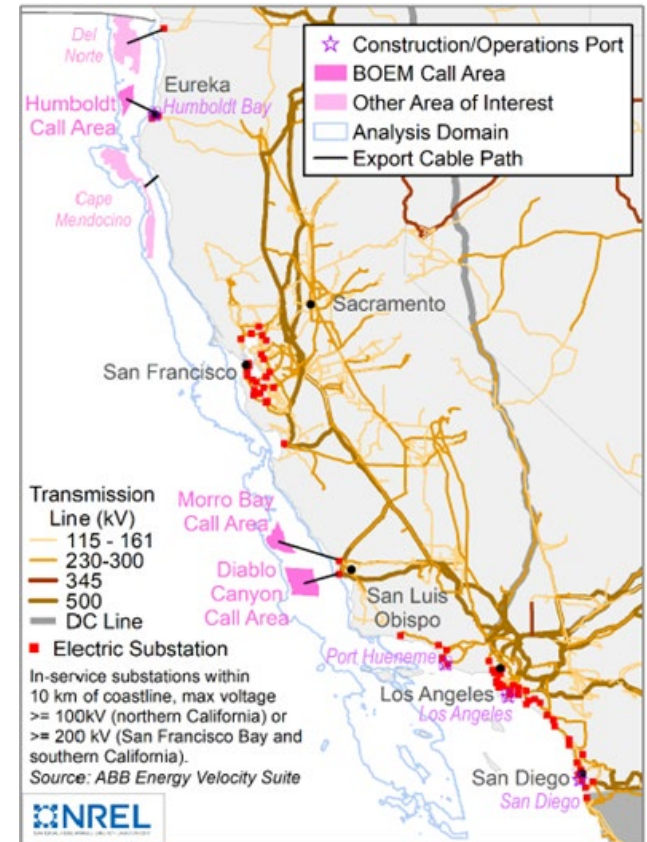 Del
Norte
Eureka
Humboldt Bay
Humboldt
Call Area
Cape
Mendocino
Construction/Operations Port
BOEM Call Area
Other Area of Interest
Analysis Domain
Export Cable Path
Sacramento
San Francisco
Morro Bay
Call Area
Diablo
Canyon
Call Area
San Luis
Obispo
Port Hueneme
Los Angeles
Los Angeles
San Diego
San Diego
Transmission
Line (kV)
115 - 161
230-300
345
500
DC Line
Electric Substation
In-service substations within
10 km of coastline, max voltage
>= 100kV (northern California) or
>= 200 kV (San Francisco Bay and
southern California).
Source: ABB Energy Velocity Suite
NREL